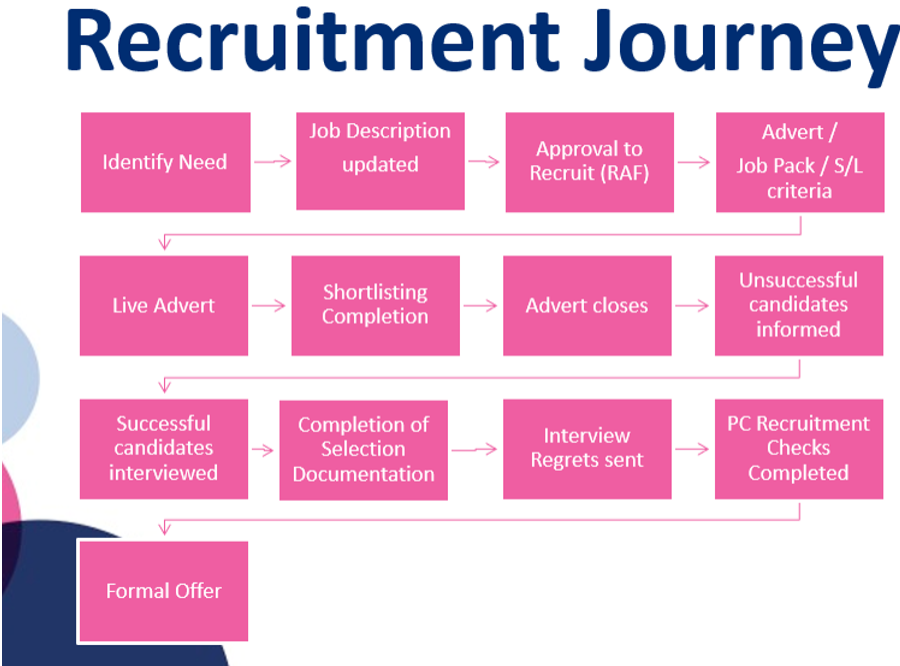 Recruitment Journey
Identify Need
Job Description
updated
Approval to
Recruit (RAF)
Advert /
Job Pack / S/L
criteria
Live Advert
Shortlisting
Completion
Advert closes
Unsuccessful
candidates
informed
Successful
candidates
interviewed
Completion of
Selection
Documentation
Interview
Regrets sent
PC Recruitment
Checks
Completed
Formal Offer